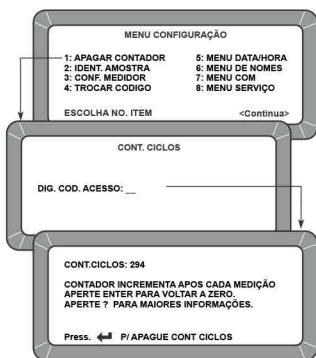 MENU CONFIGURAÇÃO
1: APAGAR CONTADOR 5: MENU DATA/HORA
2: IDENT. AMOSTRA 6: MENU DE NOMES
3: CONF. MEDIDOR 7: MENU COM
4: TROCAR CODIGO 8: MENU SERVIÇO
ESCOLHA NO. ITEM <Continua>
CONT. CICLOS
DIG. COD. ACESSO: __
CONT.CICLOS: 294
CONTADOR INCREMENTA APOS CADA MEDIÇÃO
APERTE ENTER PARA VOLTAR A ZERO.
APERTE ? PARA MAIORES INFORMAÇÕES.
Press. P/ APAGUE CONT CICLOS